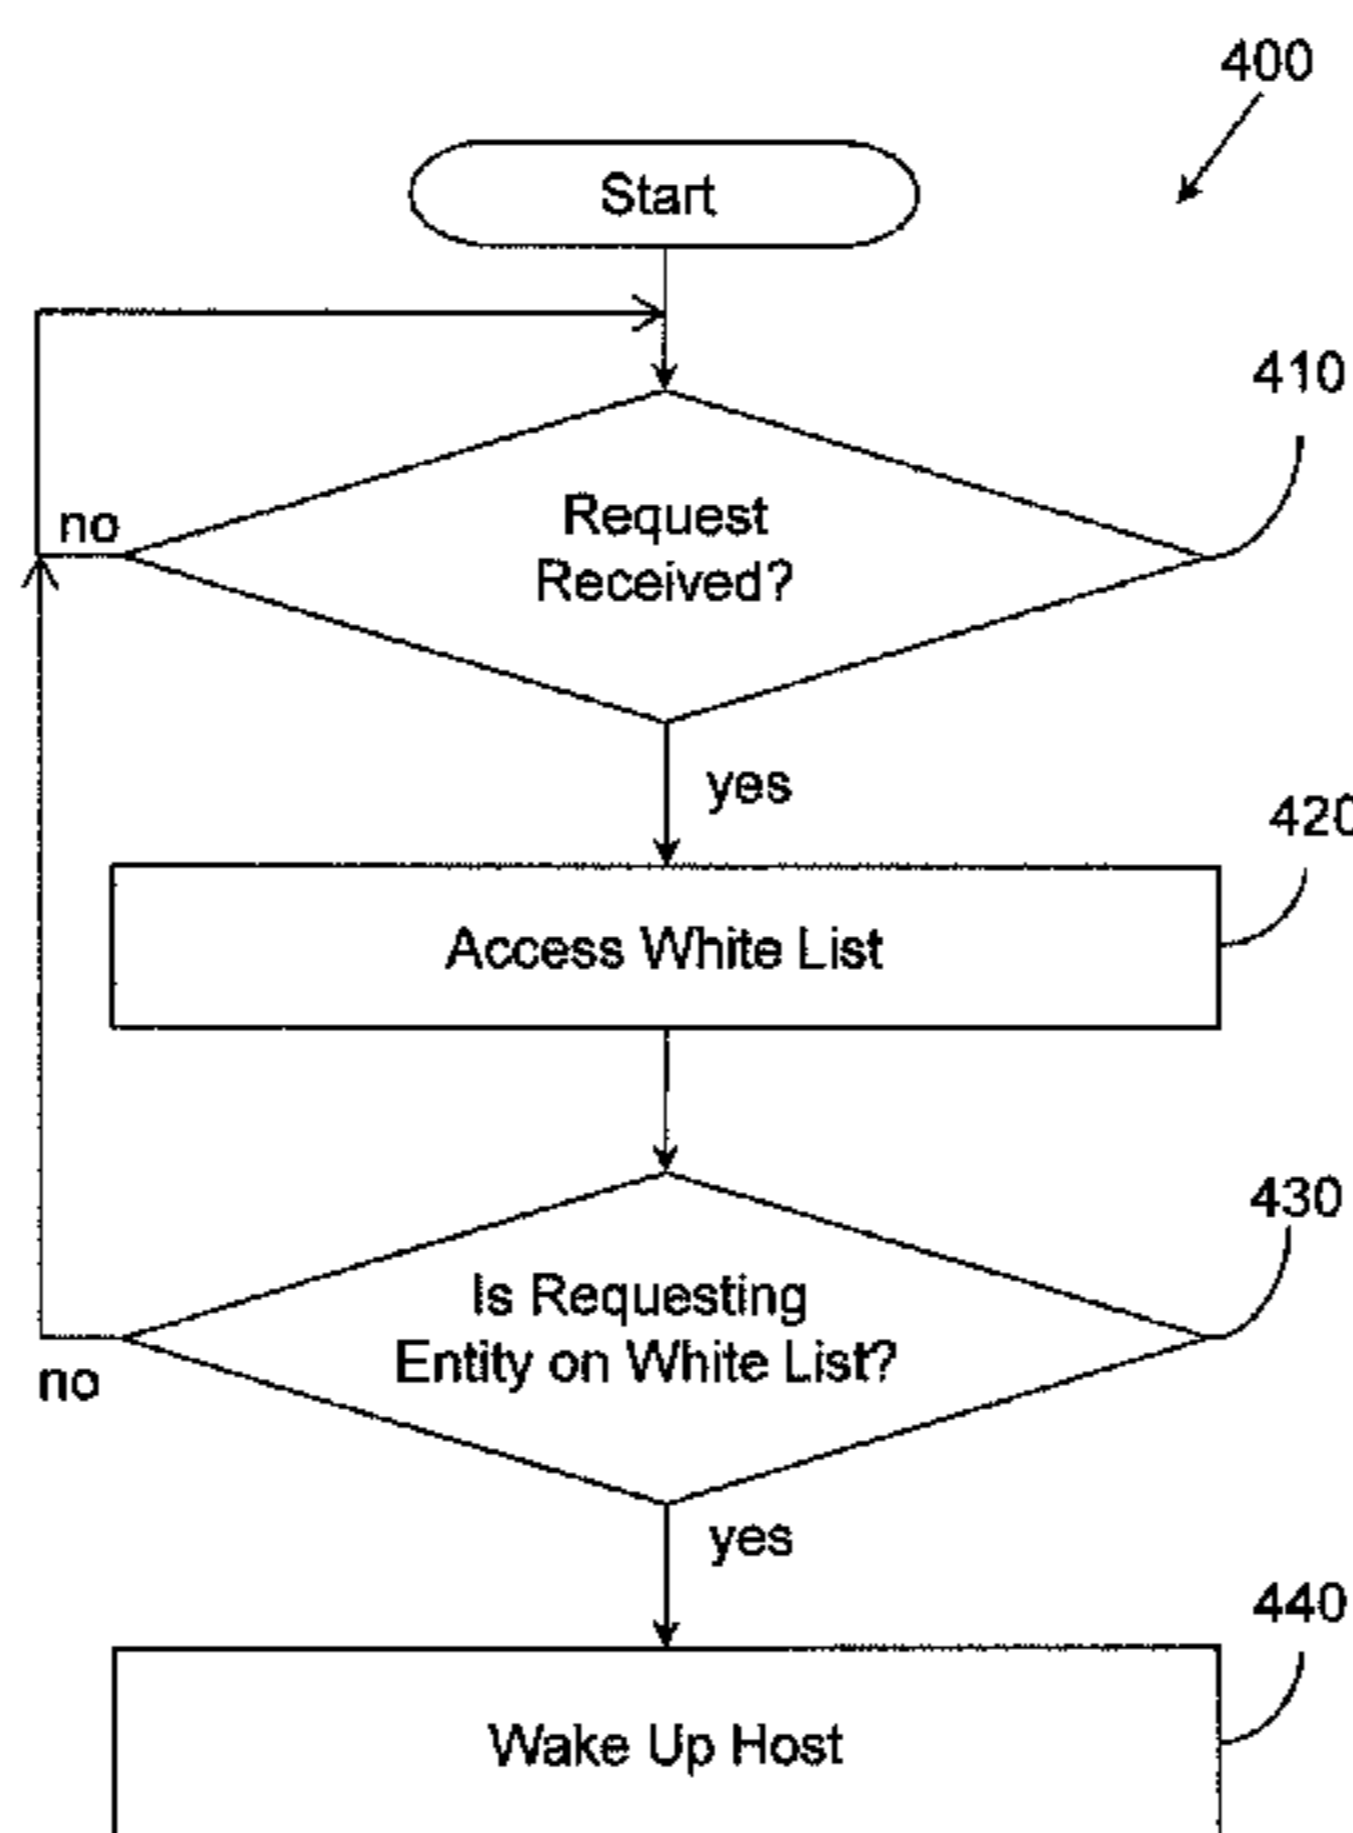 400
Start
410
no
Request
Received?
yes
420
Access White List
430
Is Requesting
Entity on White List?
no
yes
440
Wake Up Host